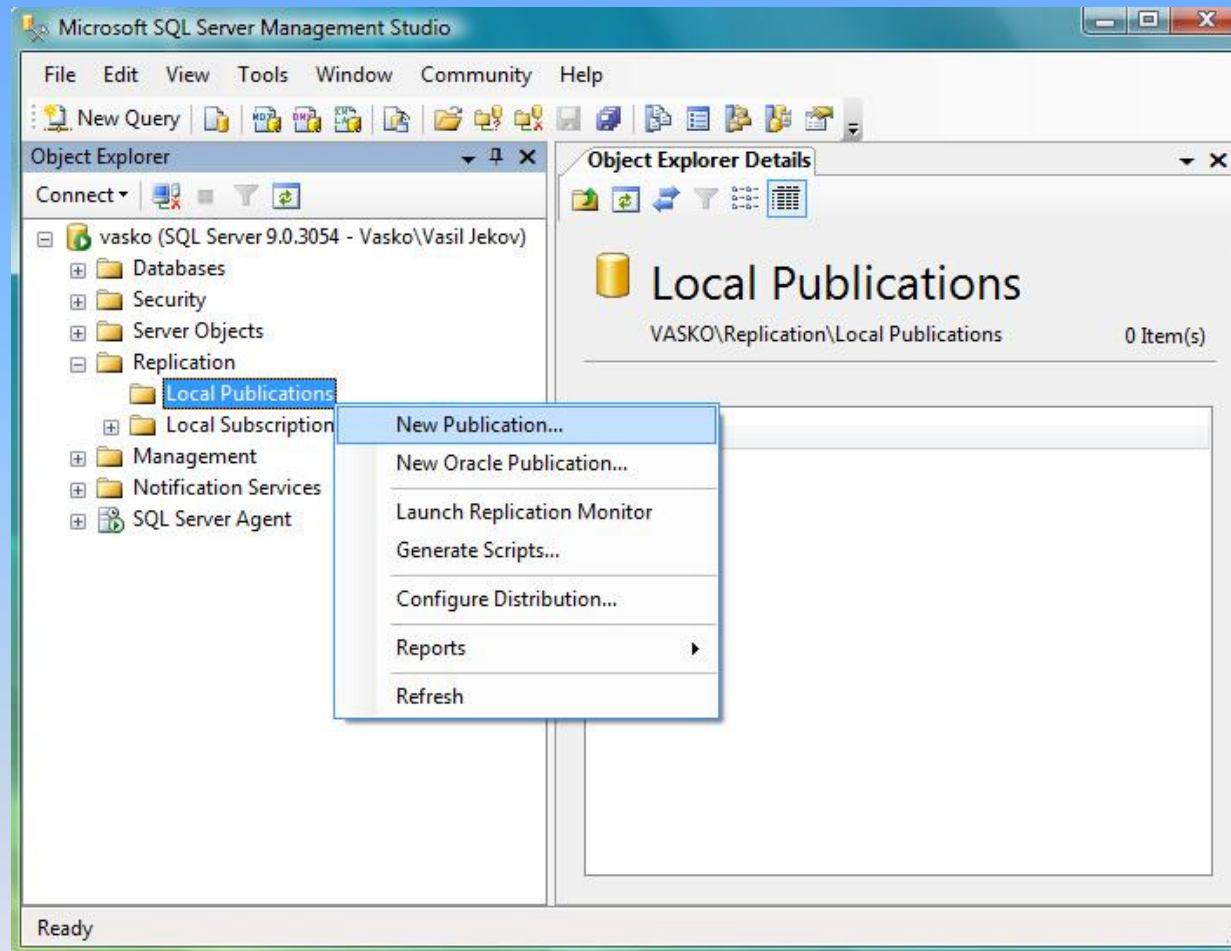 Microsoft SQL Server Management Studio
File Edit View Tools Window Community Help
New Query
Object Explorer
Connect
vasko (SQL Server 9.0.3054 - Vasko\Vasil Jekov)
Databases
Security
Server Objects
Replication
Local Publications
Local Subscription
Management
Notification Services
SQL Server Agent
New Publication...
New Oracle Publication...
Launch Replication Monitor
Generate Scripts...
Configure Distribution...
Reports
Refresh
Object Explorer Details
Local Publications
VASKO\Replication\Local Publications 0 Item(s)
Ready